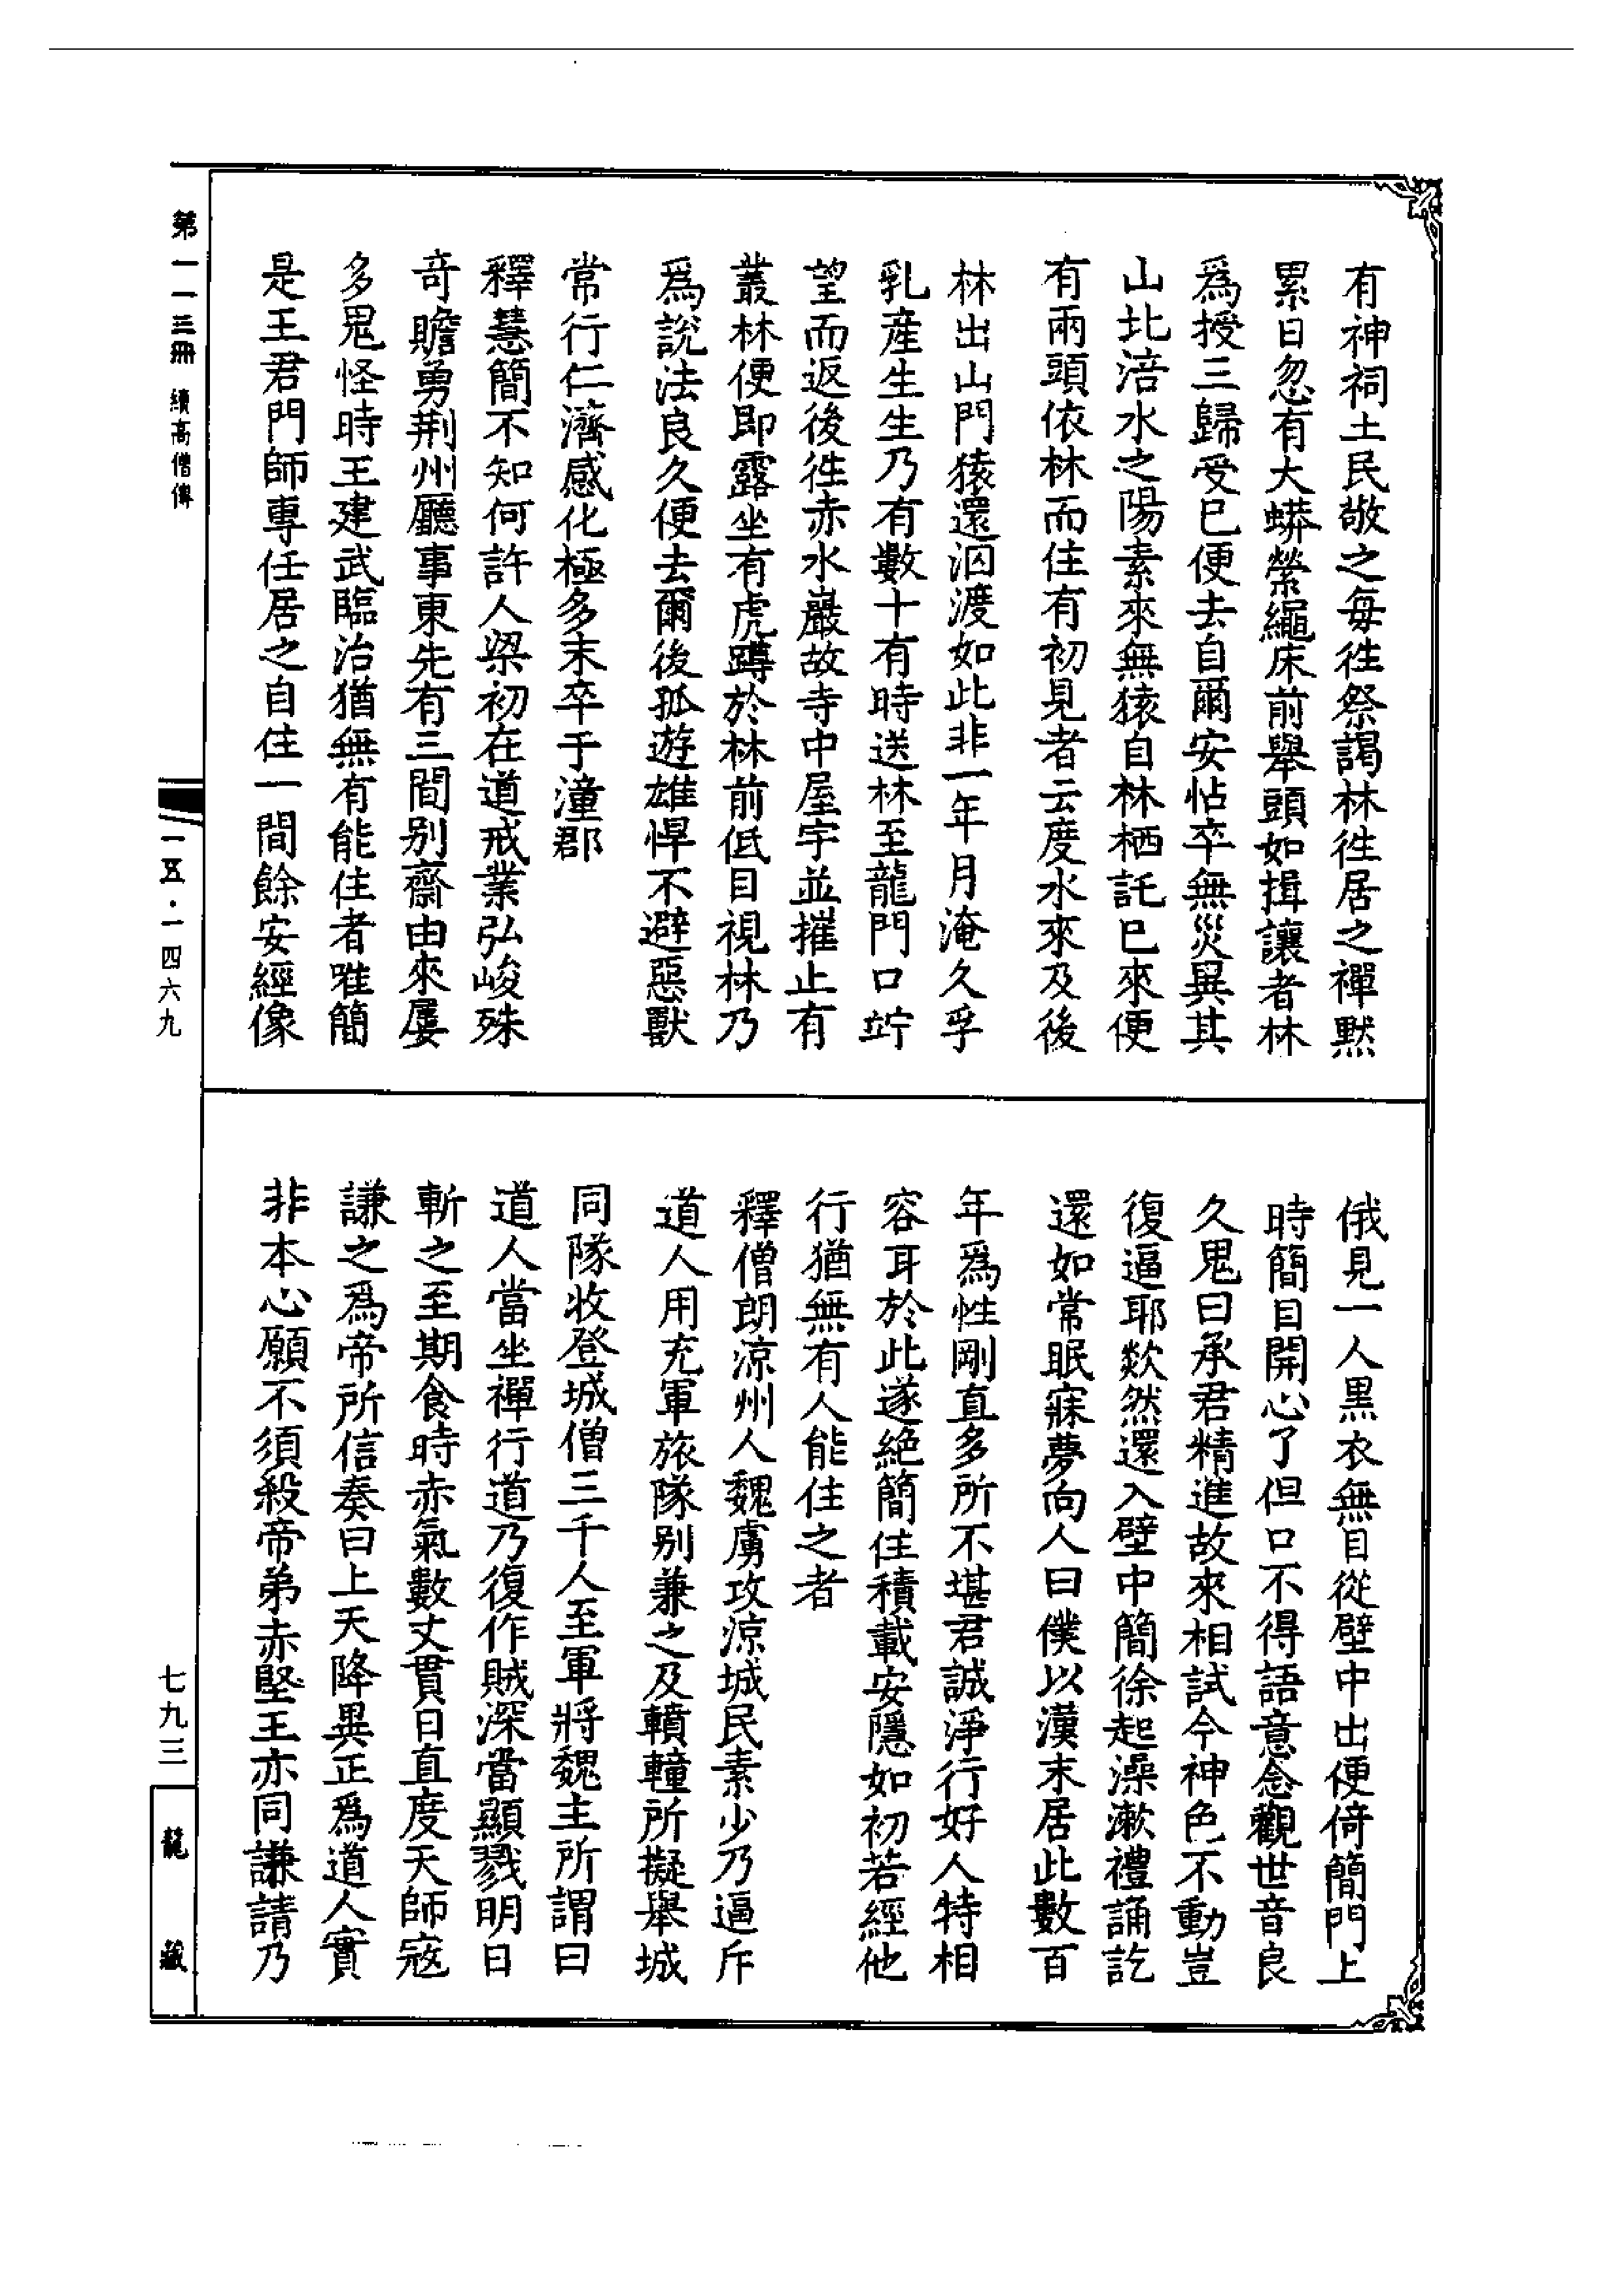 有神祠土民敬之每徃祭謁林徃居之禪默
累日忽有大蟒縈繩床前舉頭如揖讓者林
爲授三歸受巳便去自爾安怗卒無災異其
山北涪水之陽素來無猿自林栖託巳來便
有兩頭依林而住有初見者云度水來及後
林出山門猿還泅渡如此非一年月淹久孚
乳產生生乃有數十有時送林至龍門口竚
望而返後徃赤水巖故寺中屋宇並摧止有
叢林便即露坐有虎蹲於林前低目視林乃
爲說法良久便去爾後孤遊雄悍不避惡獸
常行仁濟感化極多末卒于潼郡
釋慧簡不知何許人梁初在道戒業弘峻殊
奇贍勇荆州廳事東先有三間别齋由來屢
多鬼怪時王建武臨治猶無有能住者唯簡
是王君門師專任居之自住一間餘安經像
俄見一人黑衣無目從壁中出便倚簡門上
時簡目開心了但口不得語意念觀世音良
久鬼曰承君精進故來相試今神色不動豈
復逼耶欻然還入壁中簡徐起澡漱禮誦訖
還如常眠寐夢向人曰僕以漢末居此數百
年爲性剛直多所不堪君誠淨行好人特相
容耳於此遂絕簡住積載安隱如初若經他
行猶無有人能住之者
釋僧朗涼州人魏虜攻涼城民素少乃逼斥
道人用充軍旅隊别兼之及轒𨎇所擬舉城
同隊收登城僧三千人至軍將魏主所謂曰
道人當坐禪行道乃復作賊深當顯戮明日
斬之至期食時赤氣數丈貫日直度天師寇
謙之爲帝所信奏曰上天降異正爲道人實
非本心願不須殺帝弟赤堅王亦同謙請乃
第一一三冊 續高僧傳
一五·一四六九
七九三
龍藏